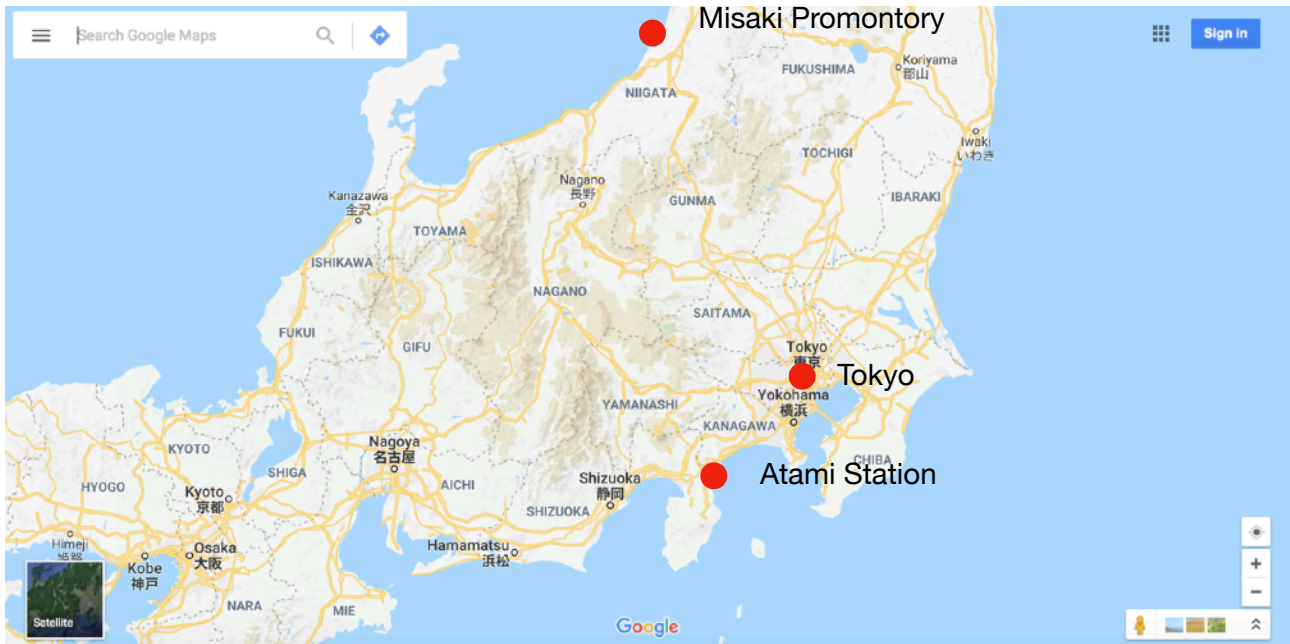 Misaki Promontory
Search Google Maps
Sign in
FUKUSHIMA
Koriyama
郡山
NIIGATA
Iwaki
いわき
TOCHIGI
Nagano
長野
Kanazawa
金沢
GUNMA
IBARAKI
TOYAMA
ISHIKAWA
NAGANO
SAITAMA
FUKUI
GIFU
Tokyo
東京
Tokyo
YAMANASHI
Yokohama
横浜
KANAGAWA
KYOTO
Nagoya
名古屋
CHIBA
SHIGA
Atami Station
HYOGO
Kyoto
京都
AICHI
Shizuoka
静岡
SHIZUOKA
Himeji
姫路
Osaka
大阪
Hamamatsu
浜松
Kobe
神戸
NARA
MIE
Satellite
Google